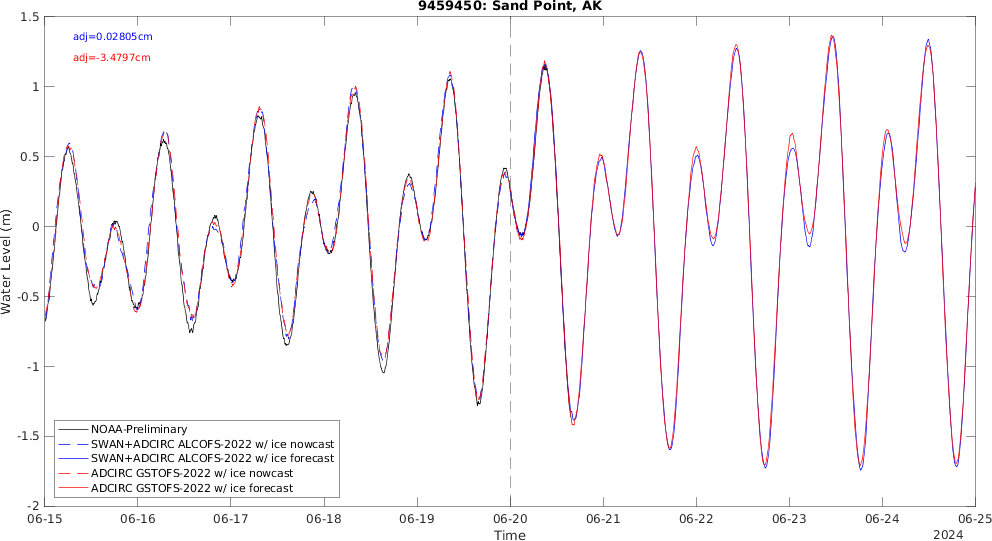 9459450: Sand Point, AK
adj=0.02805cm
adj=-3.4797cm
Water Level (m)
1.5
1
0.5
0
-0.5
-1
-1.5
-2
NOAA-Preliminary
SWAN+ADCIRC ALCOFS-2022 w/ ice nowcast
SWAN+ADCIRC ALCOFS-2022 w/ ice forecast
ADCIRC GSTOFS-2022 w/ ice nowcast
ADCIRC GSTOFS-2022 w/ ice forecast
06-15 06-16 06-17 06-18 06-19 06-20 06-21 06-22 06-23 06-24 06-25
Time
2024